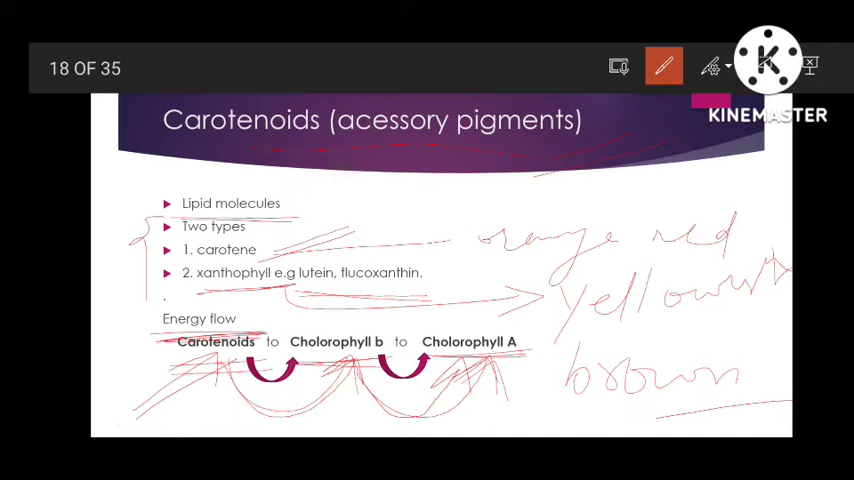 18 OF 35
KINEMASTER
Carotenoids (acessory pigments)
Lipid molecules
Two types
1. carotene
orange red
2. xanthophyll e.g lutein, flucoxanthin.
yellowish
brown
Energy flow
Carotenoids to Cholorophyll b to Cholorophyll A